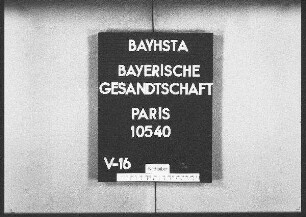 BAYHSTA
BAYERISCHE
GESANDTSCHAFT
PARIS
10540
V-16